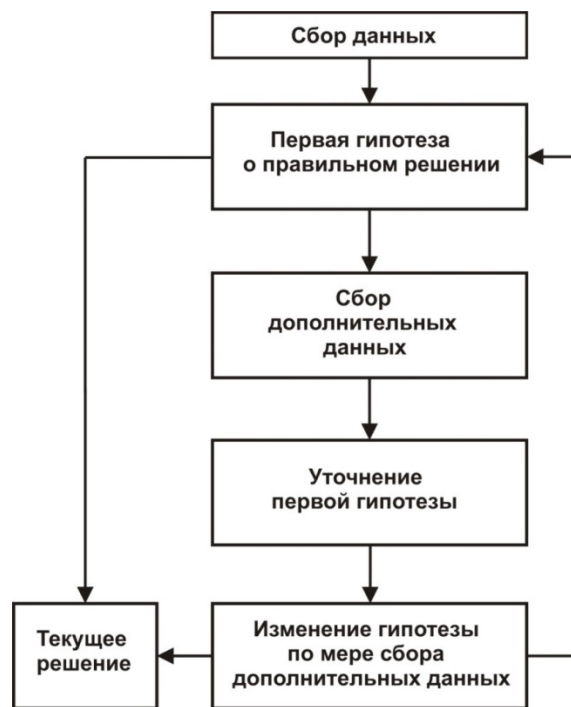 Сбор данных
Первая гипотеза
о правильном решении
Сбор
дополнительных
данных
Уточнение
первой гипотезы
Изменение гипотезы
по мере сбора
дополнительных данных
Текущее
решение